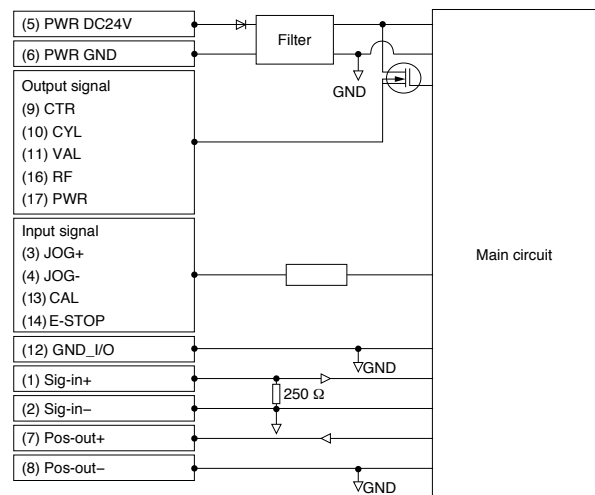 (5) PWR DC24V
Filter
(6) PWR GND
GND
Output signal
(9) CTR
(10) CYL
(11) VAL
(16) RF
(17) PWR
Input signal
(3) JOG+
(4) JOG-
(13) CAL
(14) E-STOP
Main circuit
(12) GND_I/O
GND
(1) Sig-in+
250 Ω
(2) Sig-in−
(7) Pos-out+
(8) Pos-out−
GND